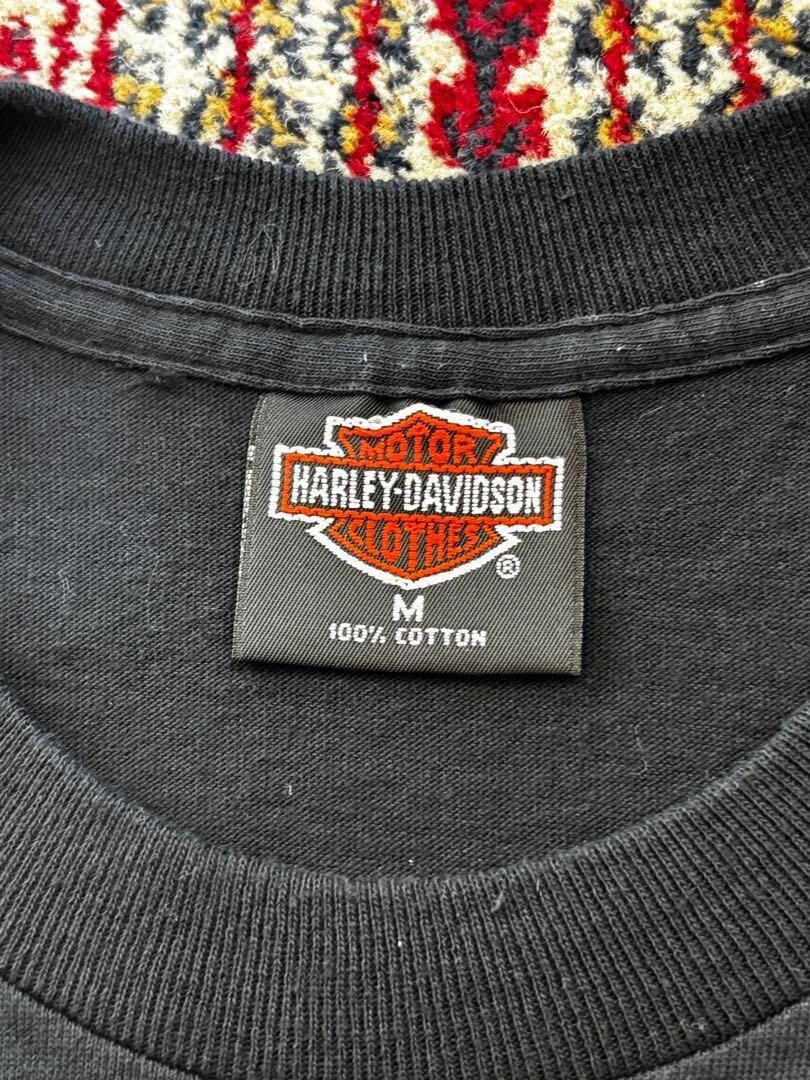 MOTOR
HARLEY-DAVIDSON
CLOTHES
®
M
100% COTTON